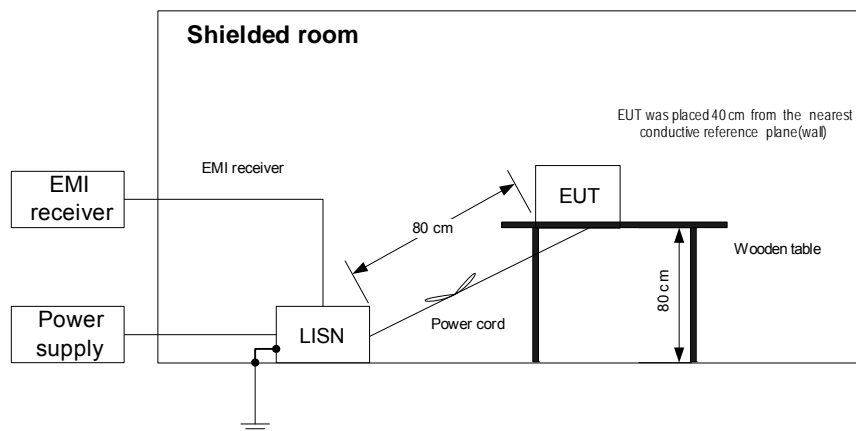 Shielded room
EUT was placed 40 cm from the nearest
conductive reference plane(wall)
EMI receiver
EMI
receiver
EUT
80 cm
Wooden table
80 cm
Power cord
LISN
Power
supply